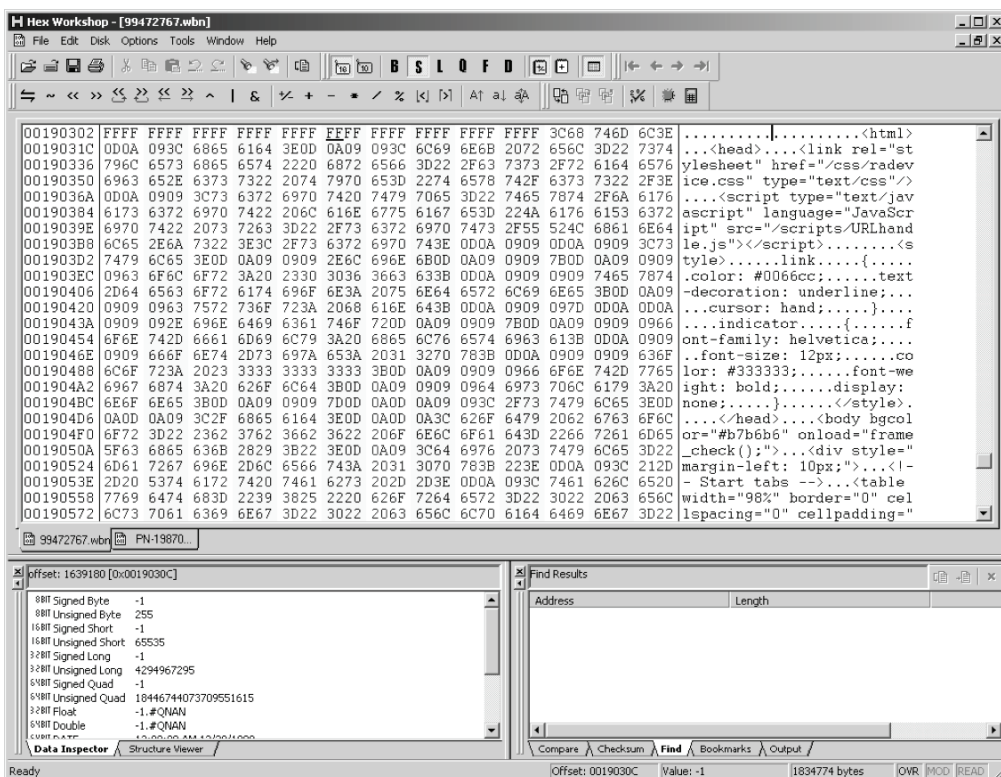 Hex Workshop - [99472767.wbn]
File Edit Disk Options Tools Window Help
B S L Q F D
00190302 FFFF FFFF FFFF FFFF FFFF FFFF FFFF FFFF FFFF FFFF 3C68 746D 6C3E ....................<html>
0019031C 0D0A 093C 6865 6164 3E0D 0A09 093C 6C69 6E6B 2072 656C 3D22 7374 ...<head>....<link rel="st
00190336 796C 6573 6865 6574 2220 6872 6566 3D22 2F63 7373 2F72 6164 6576 ylesheet" href="/css/radev
00190350 6963 652E 6373 7322 2074 7970 653D 2274 6578 742F 6373 7322 2F3E ice.css" type="text/css"/>
0019036A 0D0A 0909 3C73 6372 6970 7420 7479 7065 3D22 7465 7874 2F6A 6176 ....<script type="text/jav
00190384 6173 6372 6970 7422 206C 616E 6775 6167 653D 224A 6176 6153 6372 ascript" language="JavaScr
0019039E 6970 7422 2073 7263 3D22 2F73 6372 6970 7473 2F55 524C 6861 6E64 ipt" src="/scripts/URLhand
001903B8 6C65 2E6A 7322 3E3C 2F73 6372 6970 743E 0D0A 0909 0D0A 0909 3C73 le.js"></script>........<s
001903D2 7479 6C65 3E0D 0A09 0909 2E6C 696E 6B0D 0A09 0909 7B0D 0A09 0909 tyle>......link.....{.....
001903EC 0963 6F6C 6F72 3A20 2330 3036 3663 633B 0D0A 0909 0909 7465 7874 .color: #0066cc;......text
00190406 2D64 6563 6F72 6174 696F 6E3A 2075 6E64 6572 6C69 6E65 3B0D 0A09 -decoration: underline;...
00190420 0909 0963 7572 736F 723A 2068 616E 643B 0D0A 0909 097D 0D0A 0D0A ...cursor: hand;.....}....
0019043A 0909 092E 696E 6469 6361 746F 720D 0A09 0909 7B0D 0A09 0909 0966 ....indicator.....{......f
00190454 6F6E 742D 6661 6D69 6C79 3A20 6865 6C76 6574 6963 613B 0D0A 0909 ont-family: helvetica;....
0019046E 0909 666F 6E74 2D73 697A 653A 2031 3270 783B 0D0A 0909 0909 636F ..font-size: 12px;......co
00190488 6C6F 723A 2023 3333 3333 3333 3B0D 0A09 0909 0966 6F6E 742D 7765 lor: #333333;......font-we
001904A2 6967 6874 3A20 626F 6C64 3B0D 0A09 0909 0964 6973 706C 6179 3A20 ight: bold;......display: 
001904BC 6E6F 6E65 3B0D 0A09 0909 7D0D 0A0D 0A09 093C 2F73 7479 6C65 3E0D none;.....}......</style>.
001904D6 0A0D 0A09 3C2F 6865 6164 3E0D 0A0D 0A3C 626F 6479 2062 6763 6F6C ....</head>....<body bgcol
001904F0 6F72 3D22 2362 3762 3662 3622 206F 6E6C 6F61 643D 2266 7261 6D65 or="#b7b6b6" onload="frame
0019050A 5F63 6865 636B 2829 3B22 3E0D 0A09 3C64 6976 2073 7479 6C65 3D22 _check();">...<div style="
00190524 6D61 7267 696E 2D6C 6566 743A 2031 3070 783B 223E 0D0A 093C 212D margin-left: 10px;">...<!-
0019053E 2D20 5374 6172 7420 7461 6273 202D 2D3E 0D0A 093C 7461 626C 6520 - Start tabs -->...<table 
00190558 7769 6474 683D 2239 3825 2220 626F 7264 6572 3D22 3022 2063 656C width="98%" border="0" cel
00190572 6C73 7061 6369 6E67 3D22 3022 2063 656C 6C70 6164 6469 6E67 3D22 lspacing="0" cellpadding="
99472767.wbn PN-19870...
offset: 1639180 [0x0019030C]
8BIT Signed Byte -1
8BIT Unsigned Byte 255
16BIT Signed Short -1
16BIT Unsigned Short 65535
32BIT Signed Long -1
32BIT Unsigned Long 4294967295
64BIT Signed Quad -1
64BIT Unsigned Quad 18446744073709551615
32BIT Float -1.#QNAN
64BIT Double -1.#QNAN
Data Inspector Structure Viewer
Find Results
Address Length
Compare Checksum Find Bookmarks Output
Ready Offset: 0019030C Value: -1 1834774 bytes OVR MOD READ